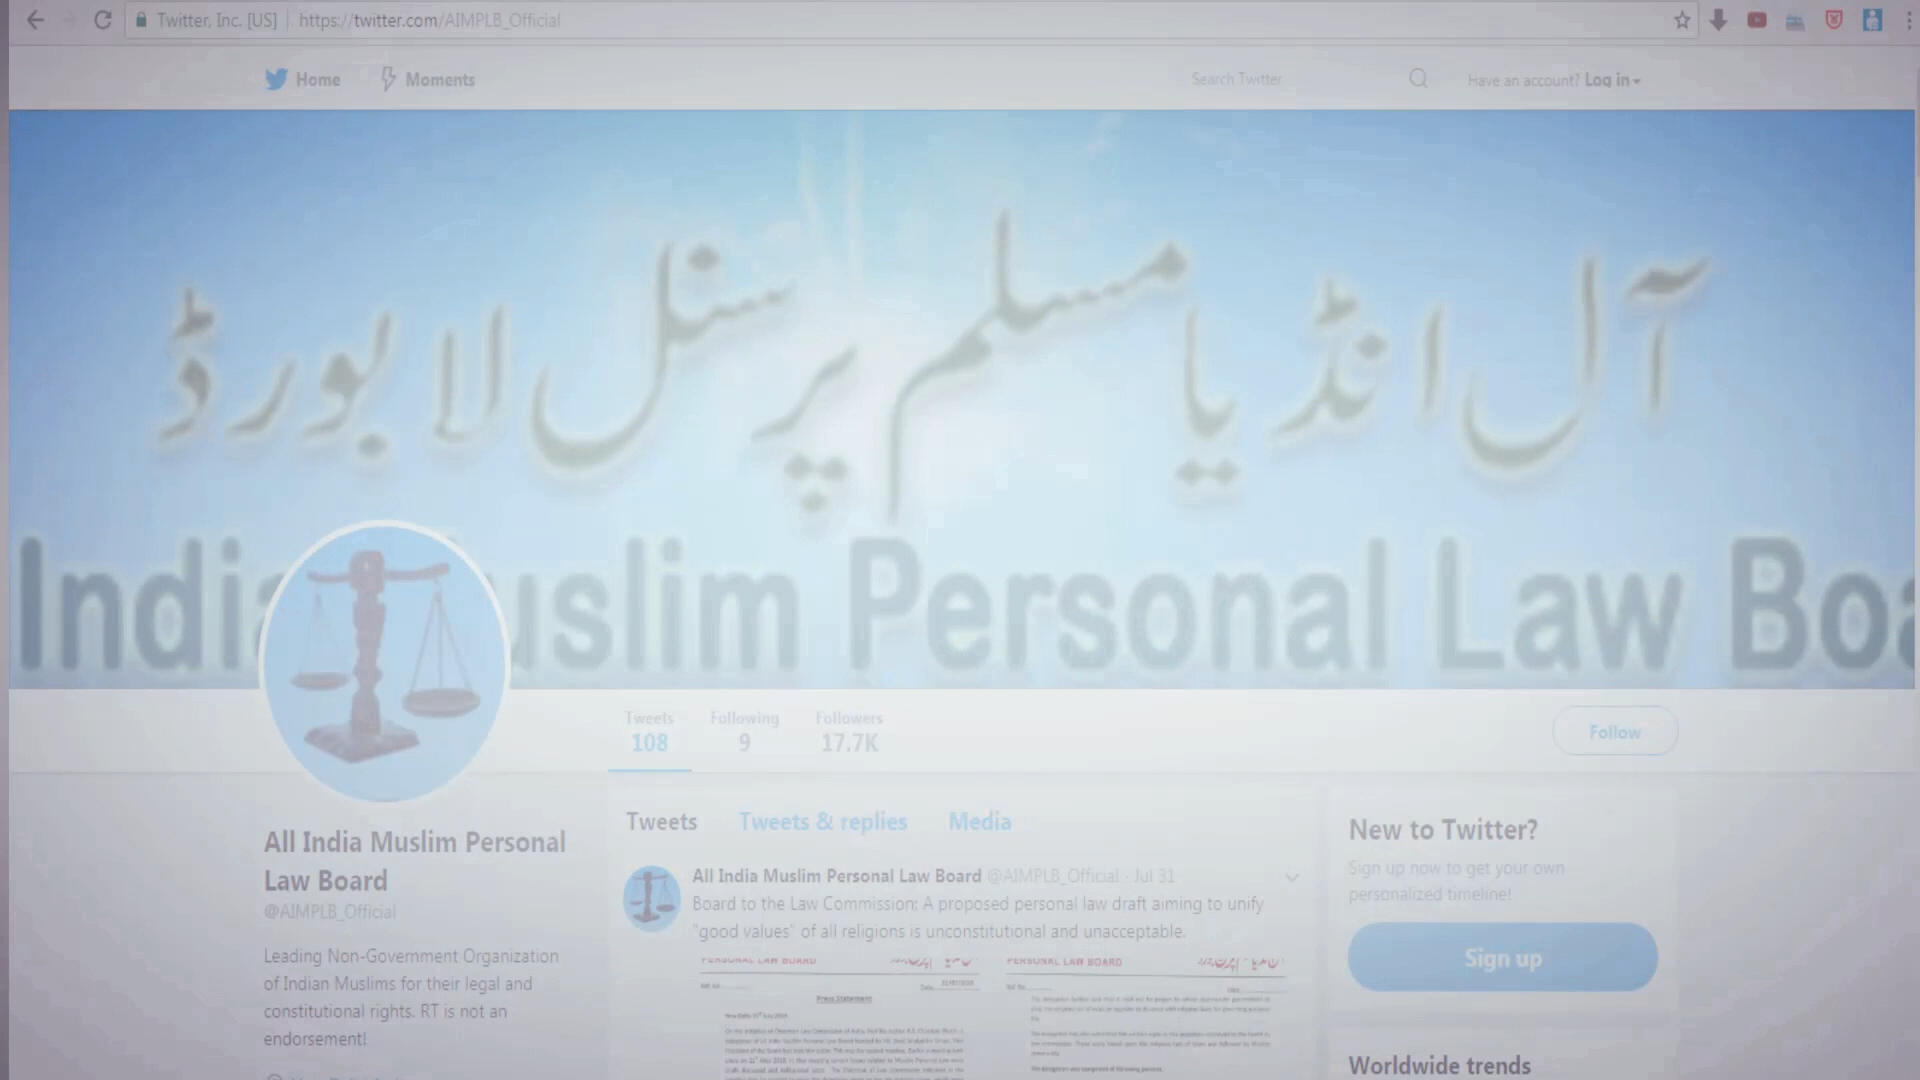 Twitter, Inc. [US] https://twitter.com/AIMPLB_Official
Home Moments Search Twitter Have an account? Log in
آل انڈیا مسلم پرسنل لا بورڈ
India Muslim Personal Law Boa
Tweets Following Followers
108 9 17.7K
Follow
All India Muslim Personal
Law Board
@AIMPLB_Official
Leading Non-Government Organization
of Indian Muslims for their legal and
constitutional rights. RT is not an
endorsement!
Tweets Tweets & replies Media
All India Muslim Personal Law Board @AIMPLB_Official · Jul 31
Board to the Law Commission: A proposed personal law draft aiming to unify
"good values" of all religions is unconstitutional and unacceptable.
PERSONAL LAW BOARD
Press Statement
PERSONAL LAW BOARD
New to Twitter?
Sign up now to get your own
personalized timeline!
Sign up
Worldwide trends